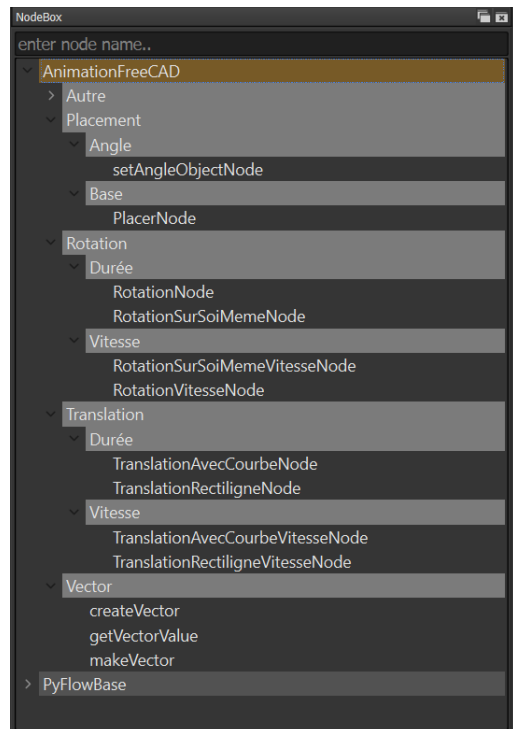 NodeBox
enter node name..
AnimationFreeCAD
Autre
Placement
Angle
setAngleObjectNode
Base
PlacerNode
Rotation
Durée
RotationNode
RotationSurSoiMemeNode
Vitesse
RotationSurSoiMemeVitesseNode
RotationVitesseNode
Translation
Durée
TranslationAvecCourbeNode
TranslationRectiligneNode
Vitesse
TranslationAvecCourbeVitesseNode
TranslationRectiligneVitesseNode
Vector
createVector
getVectorValue
makeVector
PyFlowBase